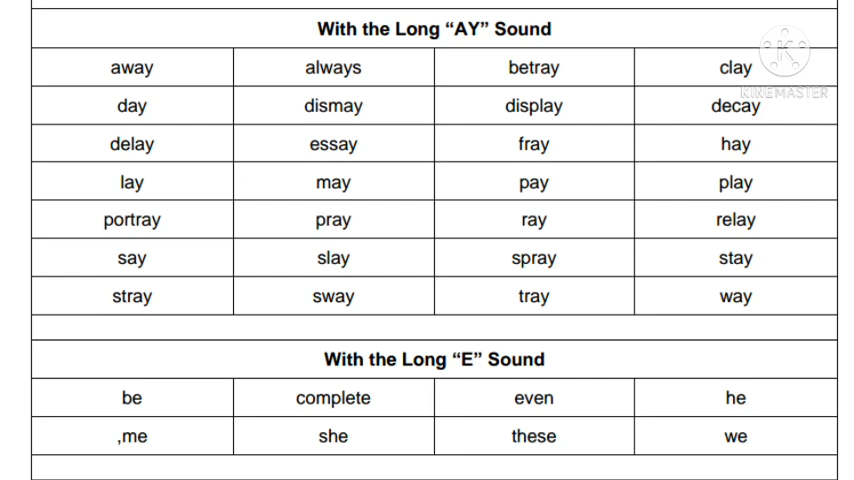 With the Long “AY” Sound
away always betray clay
K
KINEMASTER
day dismay display decay
delay essay fray hay
lay may pay play
portray pray ray relay
say slay spray stay
stray sway tray way
With the Long “E” Sound
be complete even he
,me she these we